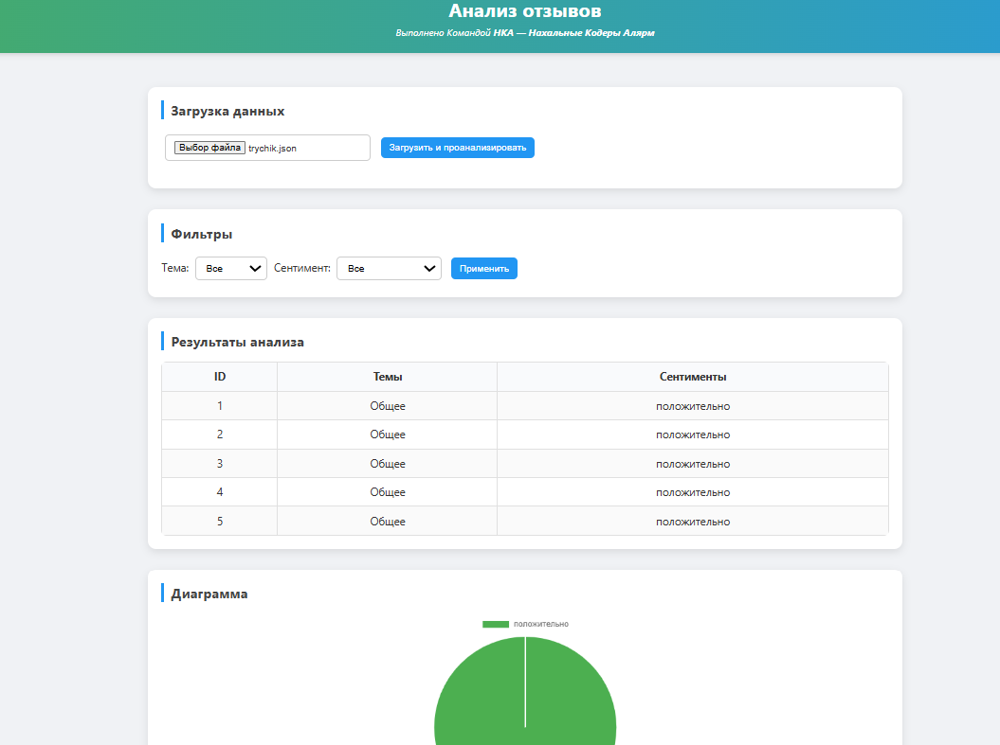 Анализ отзывов
Выполнено Командой НКА — Нахальные Кодеры Алярм
Загрузка данных
Выбор файла trychik.json Загрузить и проанализировать
Фильтры
Тема: Все Сентимент: Все Применить
Результаты анализа
ID Темы Сентименты
1 Общее положительно
2 Общее положительно
3 Общее положительно
4 Общее положительно
5 Общее положительно
Диаграмма
положительно